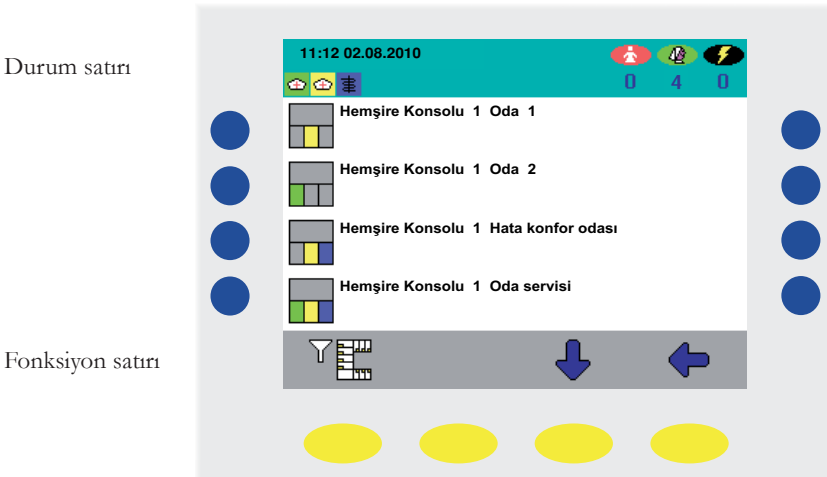 Durum satırı
11:12 02.08.2010
0 4 0
Hemşire Konsolu 1 Oda 1
Hemşire Konsolu 1 Oda 2
Hemşire Konsolu 1 Hata konfor odası
Hemşire Konsolu 1 Oda servisi
Fonksiyon satırı